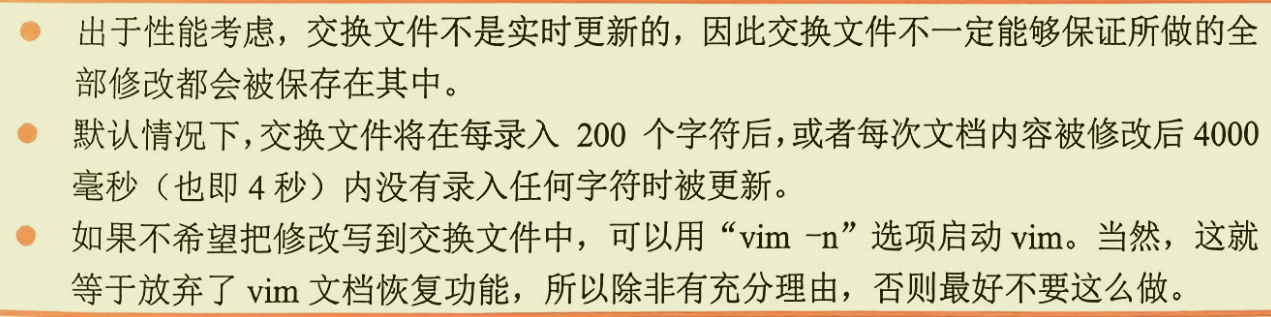 出于性能考虑，交换文件不是实时更新的，因此交换文件不一定能够保证所做的全
部修改都会被保存在其中。
默认情况下，交换文件将在每录入 200 个字符后，或者每次文档内容被修改后 4000
毫秒（也即 4 秒）内没有录入任何字符时被更新。
如果不希望把修改写到交换文件中，可以用“vim -n”选项启动 vim。当然，这就
等于放弃了 vim 文档恢复功能，所以除非有充分理由，否则最好不要这么做。